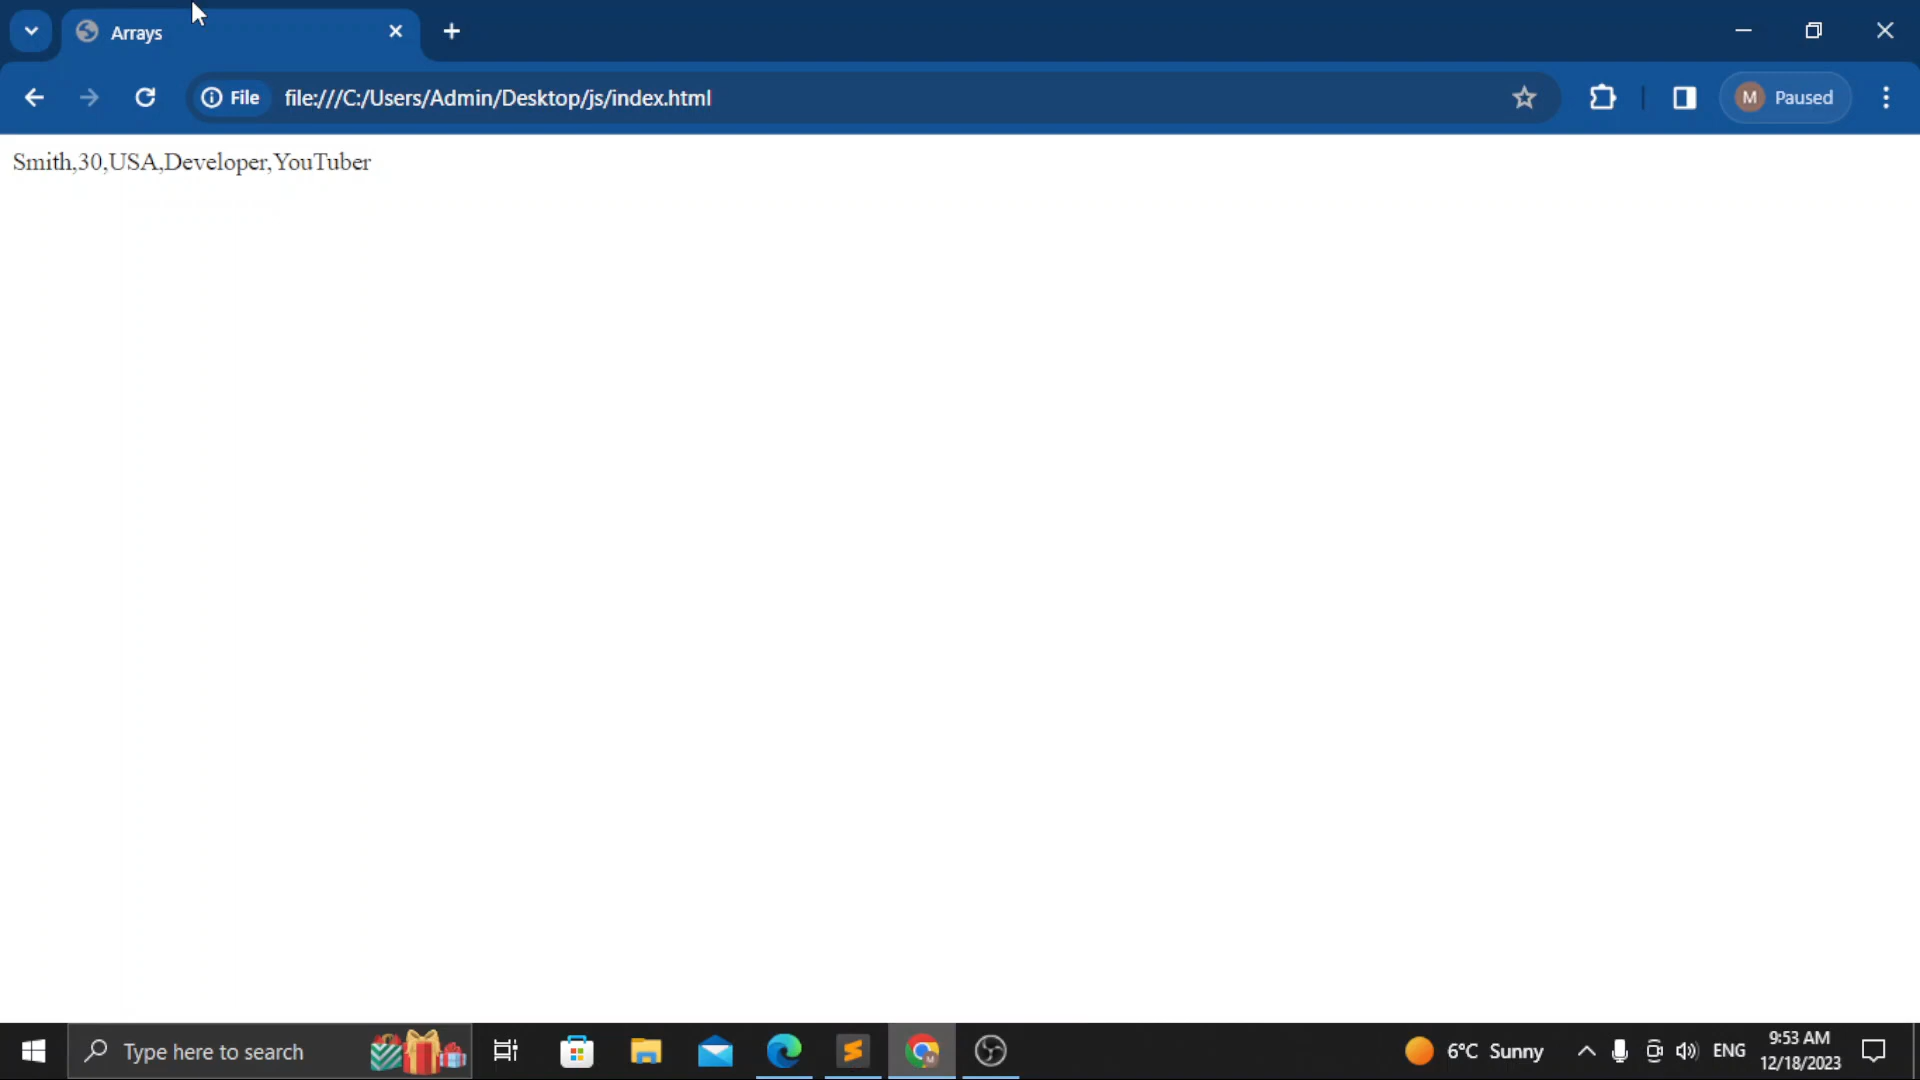 Arrays
File
file:///C:/Users/Admin/Desktop/js/index.html
M
Paused
Smith,30,USA,Developer,YouTuber
Type here to search
6°C Sunny
ENG
9:53 AM
12/18/2023